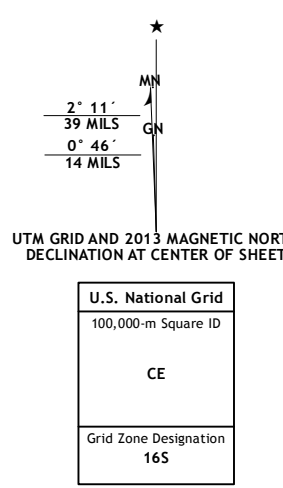 MN
2° 11´
39 MILS
GN
0° 46´
14 MILS
UTM GRID AND 2013 MAGNETIC NORT
DECLINATION AT CENTER OF SHEET
U.S. National Grid
100,000-m Square ID
CE
Grid Zone Designation
16S